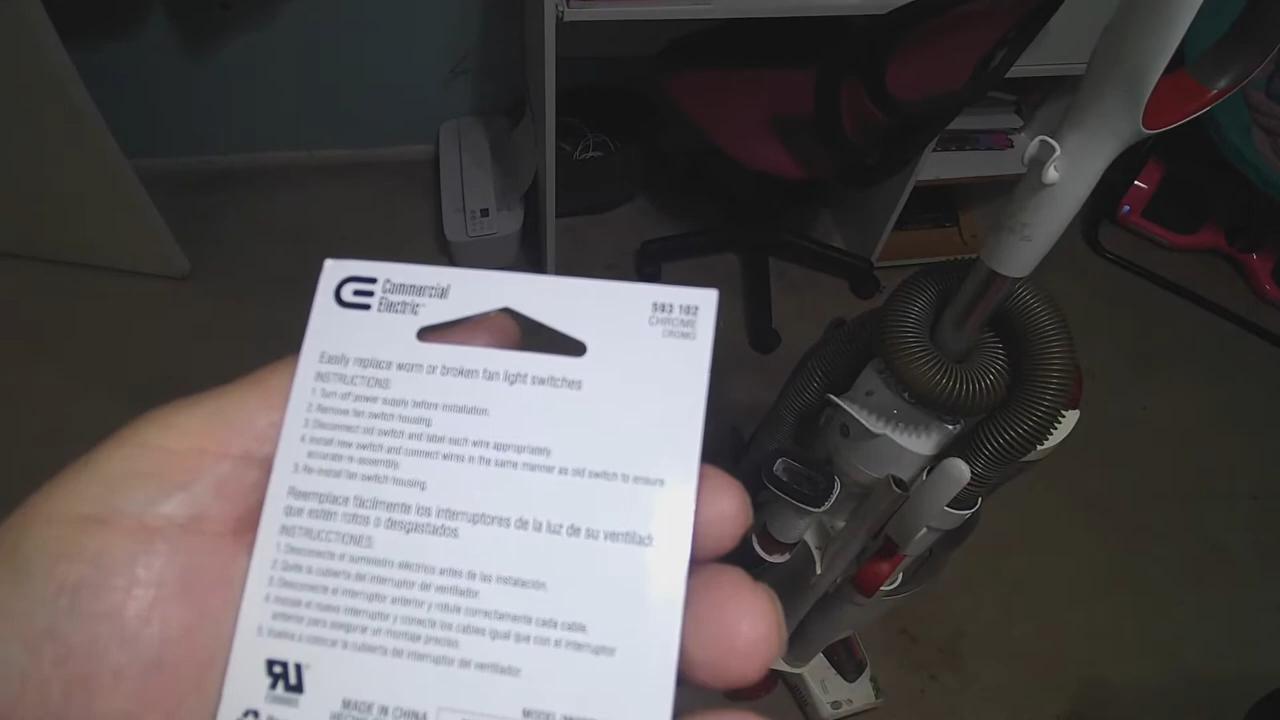 Commercial
Electric
593 102
CHROME
CROMO
Easily replace worn or broken fan light switches
INSTRUCTIONS:
1. Turn off power supply before installation.
2. Remove fan switch housing.
3. Disconnect old switch and label each wire appropriately.
4. Install new switch and connect wires in the same manner as old switch to ensure
accurate re-assembly.
5. Re-install fan switch housing.
Reemplace fácilmente los interruptores de la luz de su ventilad
que estén rotos o desgastados.
INSTRUCCIONES:
1. Desconecte el suministro eléctrico antes de las instalación.
2. Quite la cubierta del interruptor del ventilador.
3. Desconecte el interruptor anterior y rotule correctamente cada cable.
4. Instale el nuevo interruptor y conecte los cables igual que con el interruptor
anterior para asegurar un montaje preciso.
5. Vuelva a colocar la cubierta del interruptor del ventilador.
MADE IN CHINA
MODEL